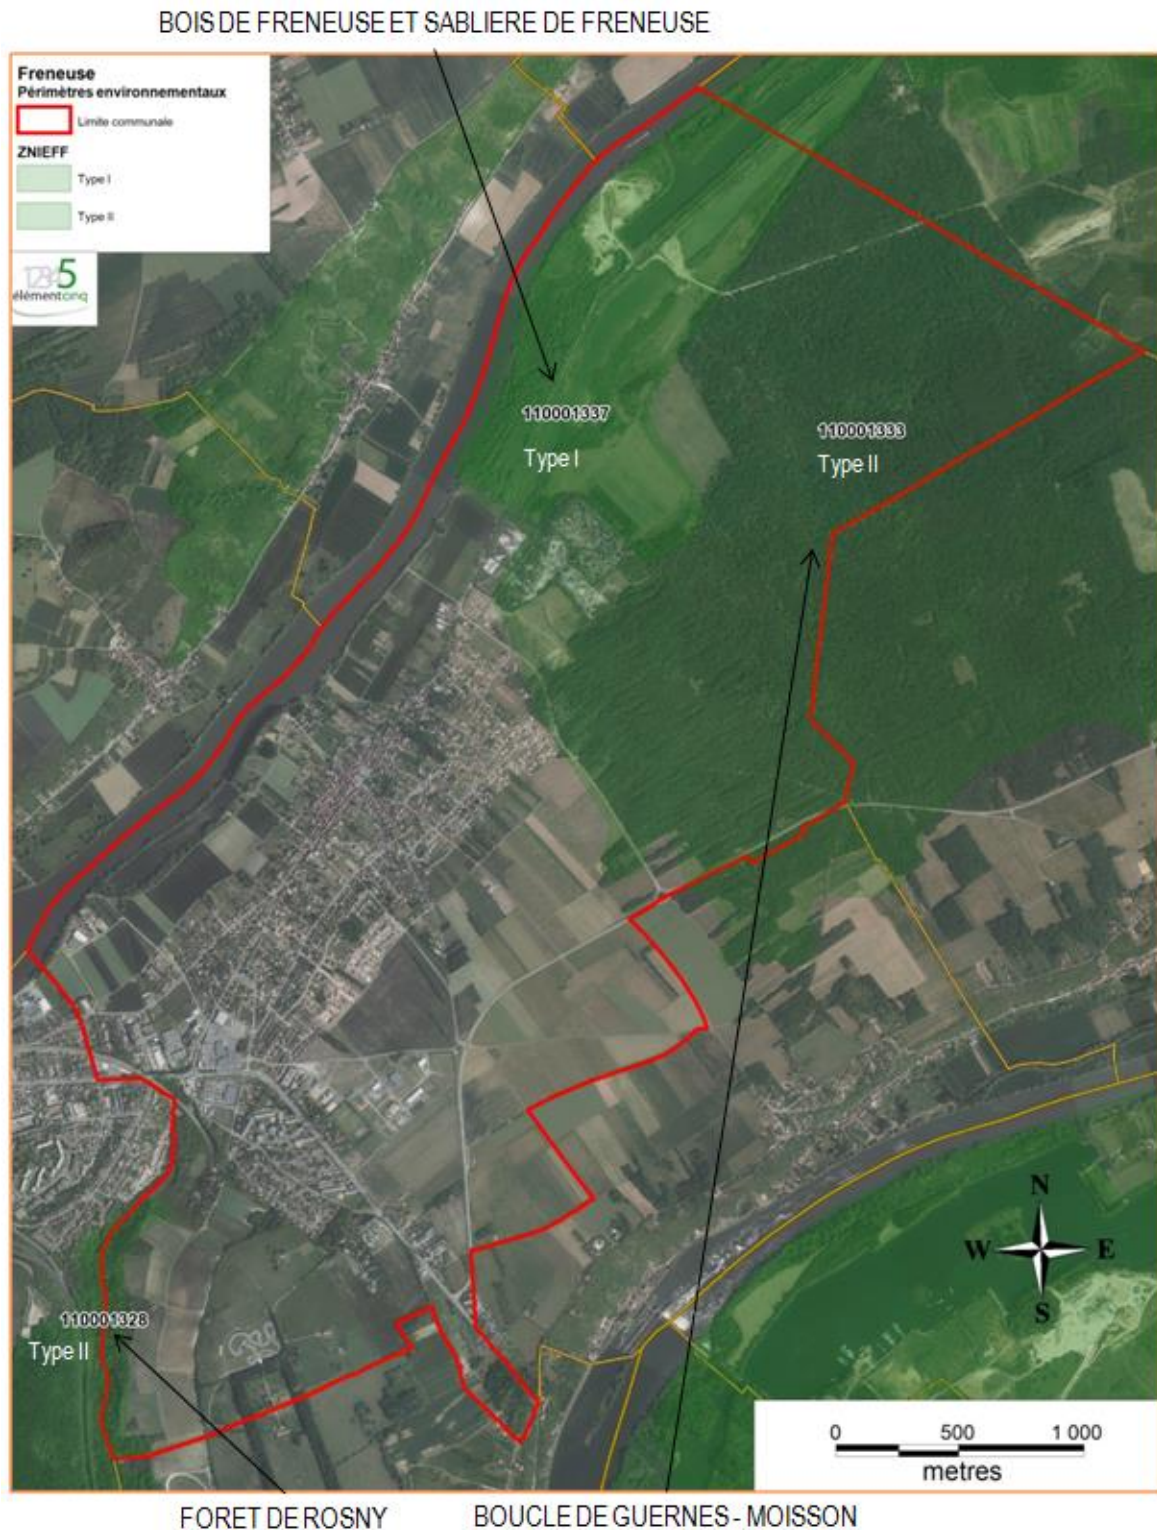 BOIS DE FRENEUSE ET SABLIERE DE FRENEUSE
Freneuse
Périmètres environnementaux
Limite communale
ZNIEFF
Type I
Type II
12345
élémentcinq
110001337
Type I
110001333
Type II
N
W E
S
110001328
Type II
0 500 1 000
metres
FORET DE ROSNY
BOUCLE DE GUERNES - MOISSON